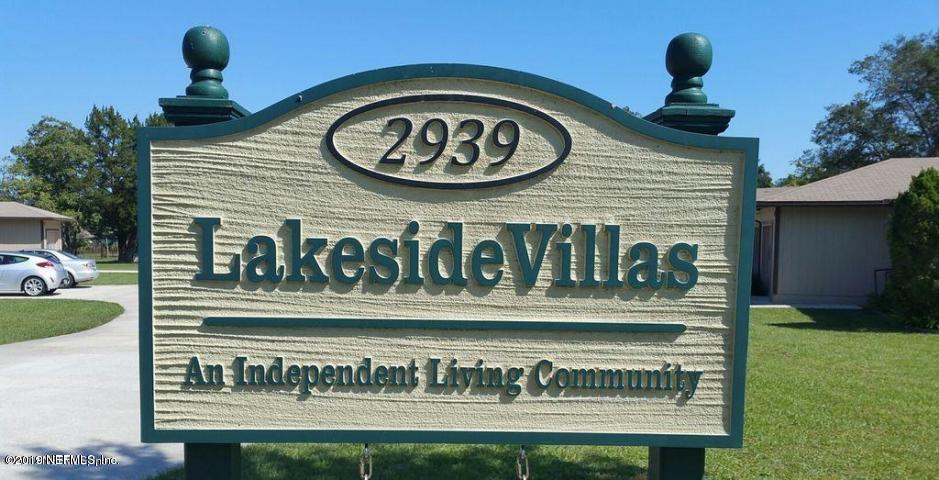 2939
LakesideVillas
An Independent Living Community
©2019 NEFMLS, Inc.